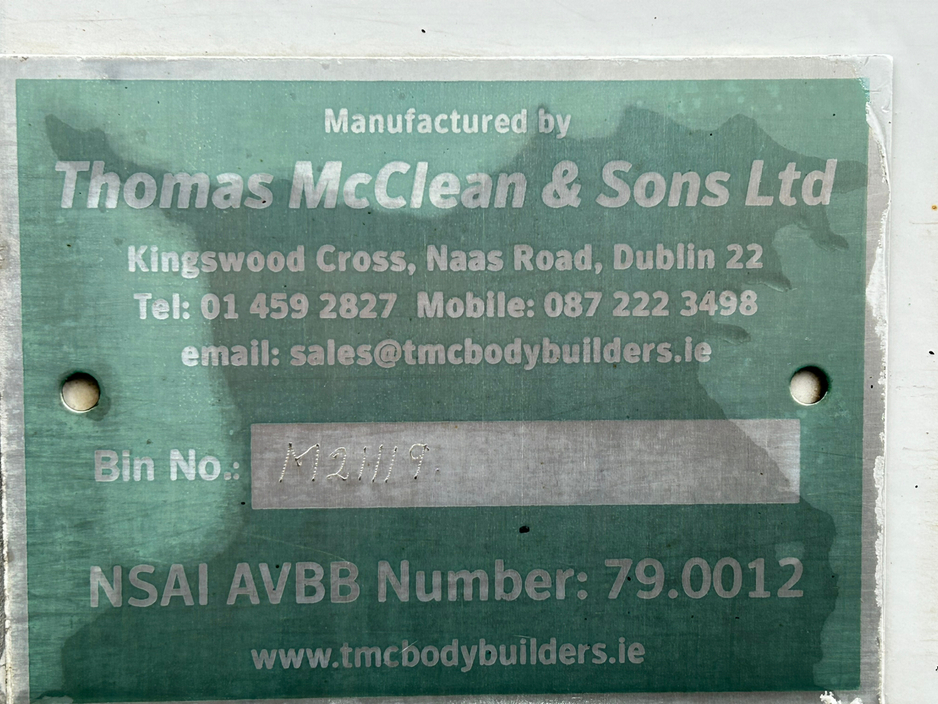 Manufactured by
Thomas McClean & Sons Ltd
Kingswood Cross, Naas Road, Dublin 22
Tel: 01 459 2827 Mobile: 087 222 3498
email: sales@tmcbodybuilders.ie
Bin No.: M21119
NSAI AVBB Number: 79.0012
www.tmcbodybuilders.ie